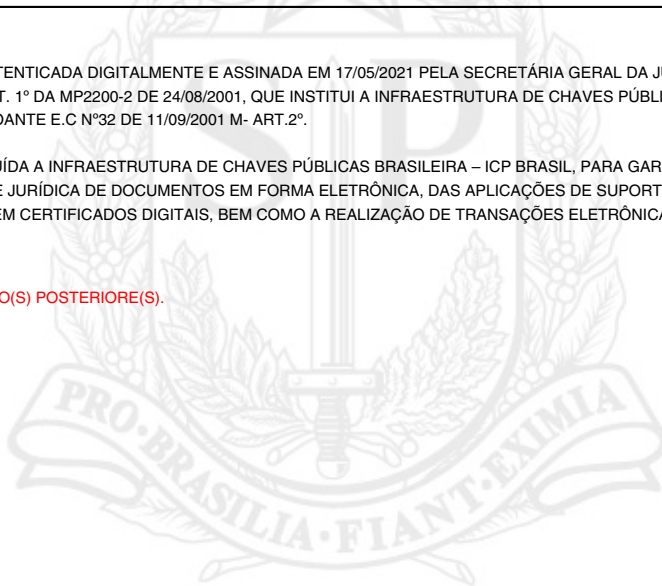 TENTICADA DIGITALMENTE E ASSINADA EM 17/05/2021 PELA SECRETÁRIA GERAL DA JU
T. 1º DA MP2200-2 DE 24/08/2001, QUE INSTITUI A INFRAESTRUTURA DE CHAVES PÚBLI
DANTE E.C Nº32 DE 11/09/2001 M- ART.2º.
UÍDA A INFRAESTRUTURA DE CHAVES PÚBLICAS BRASILEIRA – ICP BRASIL, PARA GAR
E JURÍDICA DE DOCUMENTOS EM FORMA ELETRÔNICA, DAS APLICAÇÕES DE SUPORT
EM CERTIFICADOS DIGITAIS, BEM COMO A REALIZAÇÃO DE TRANSAÇÕES ELETRÔNICA
O(S) POSTERIORE(S).
SP
PRO·BRASILIA·FIANT·EXIMIA